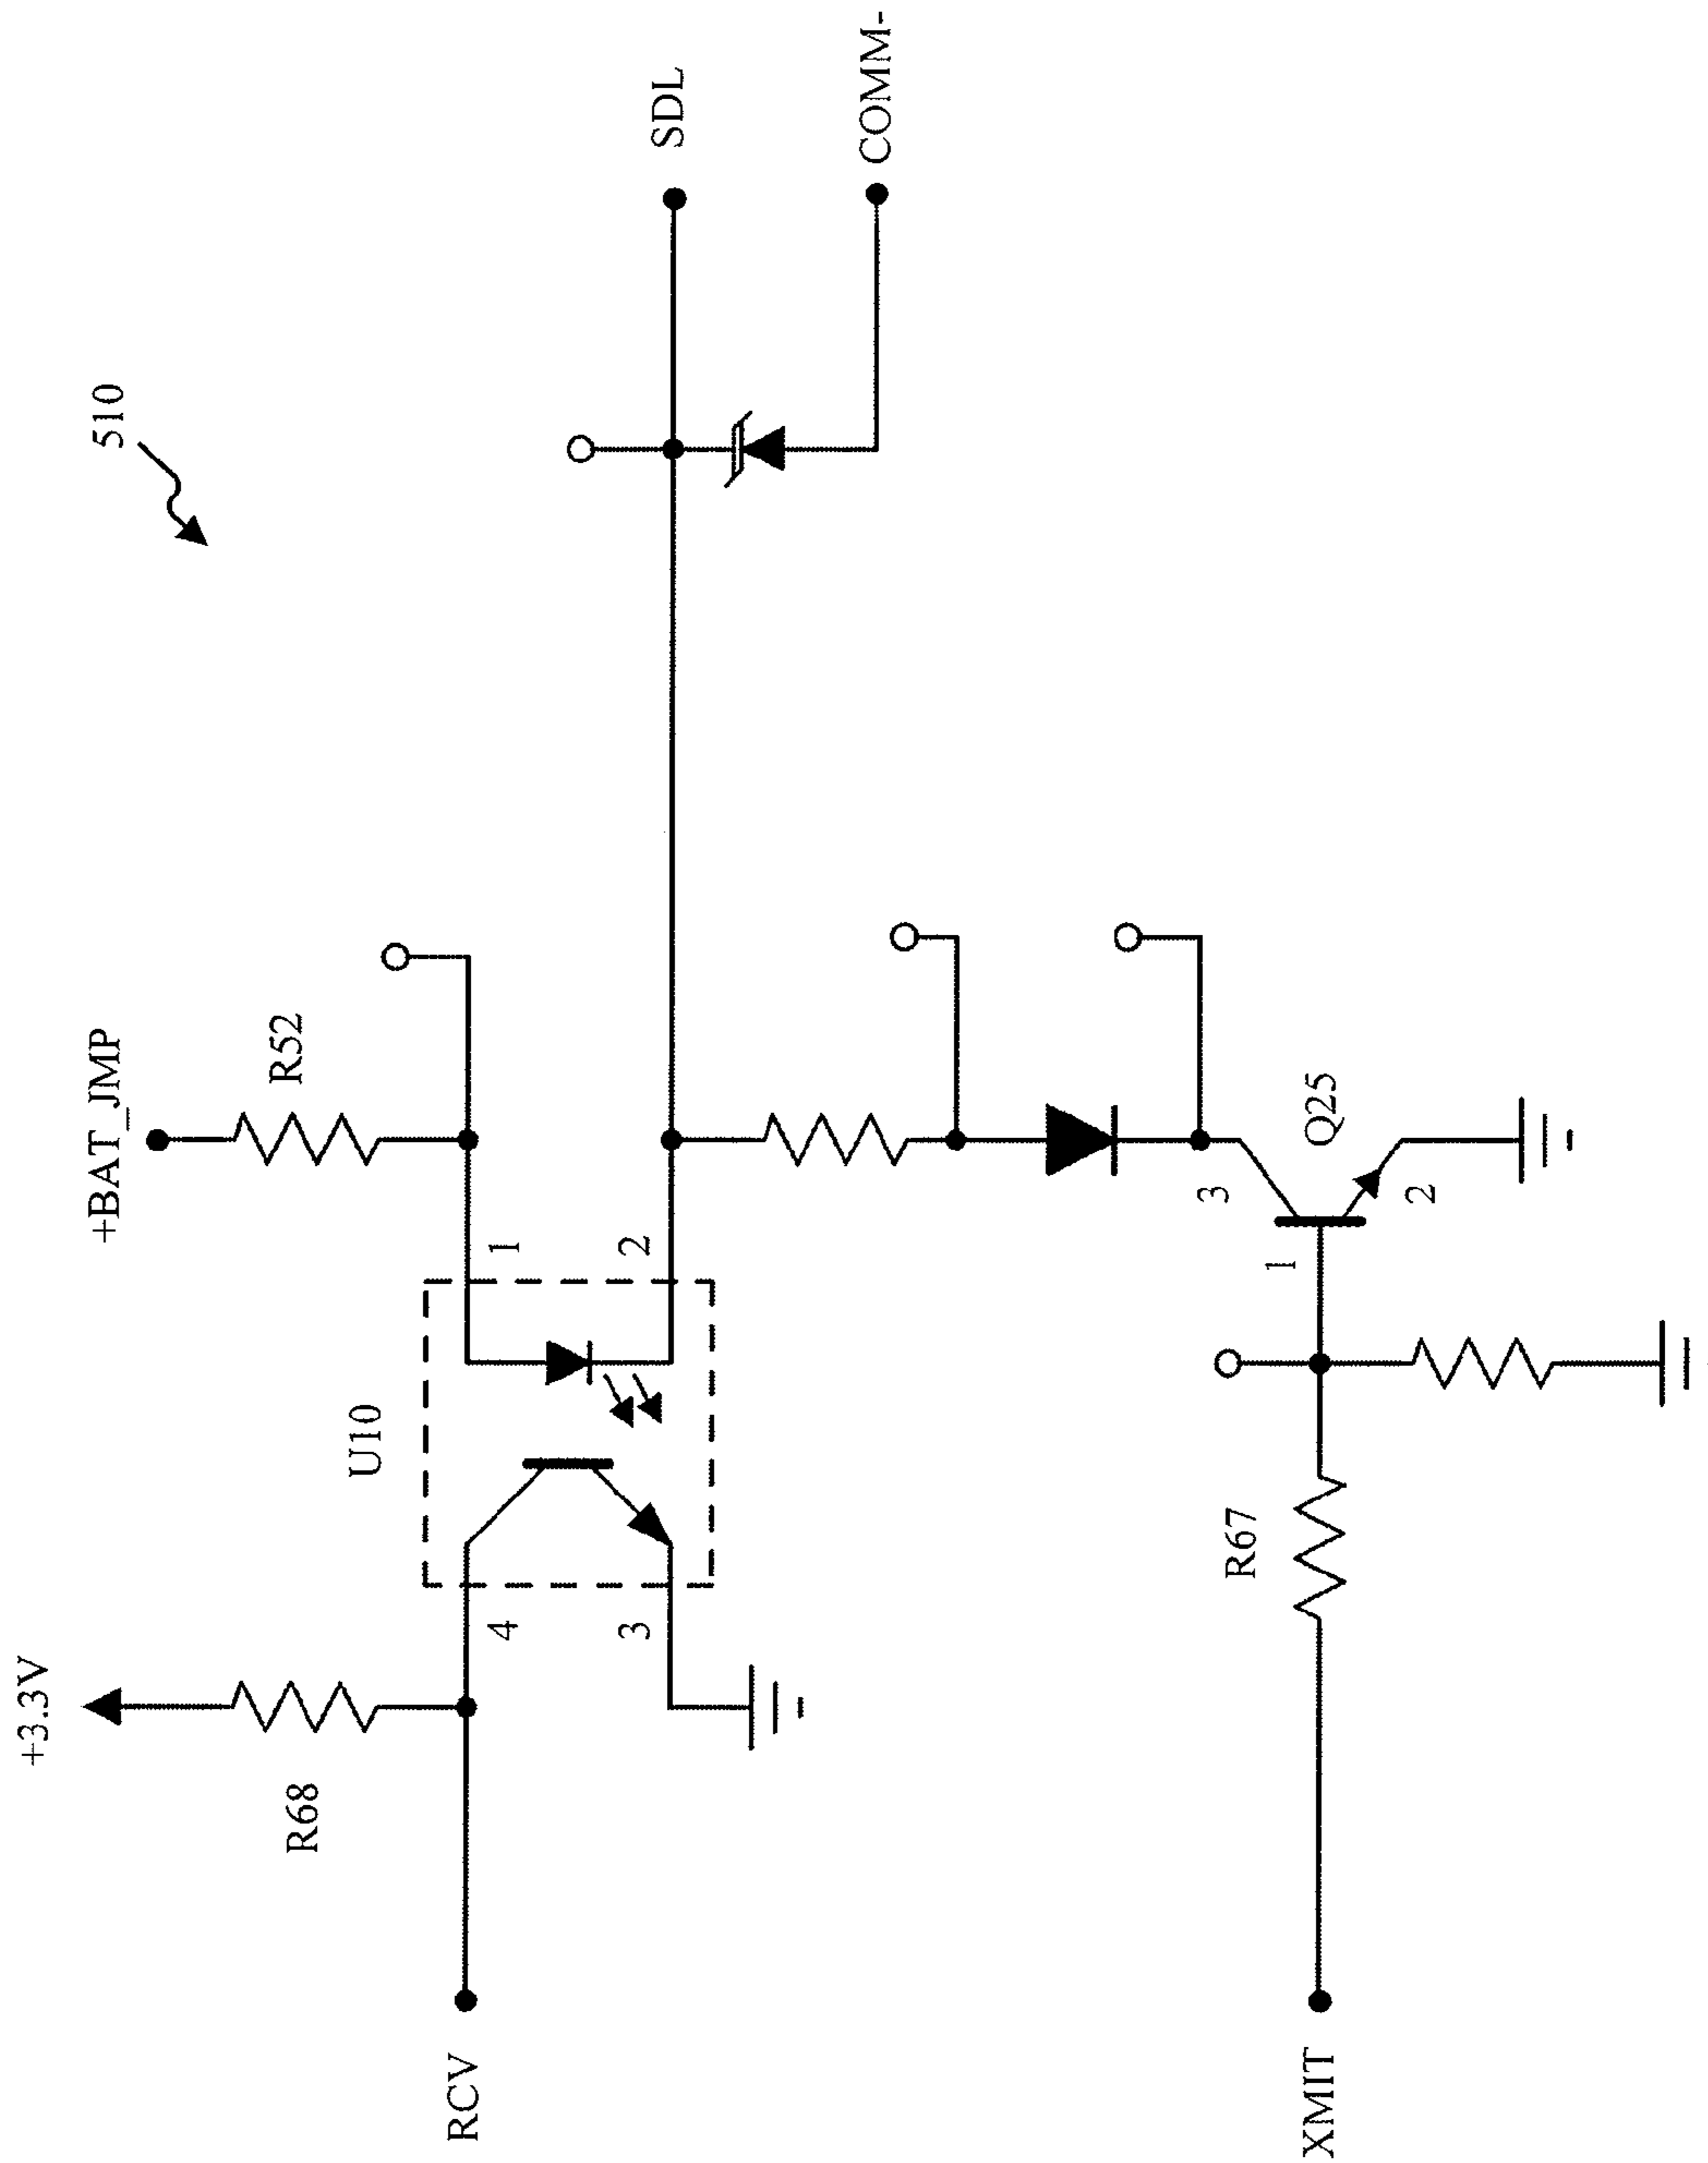 510
+3.3V
+BAT_JMP
R68
R52
U10
RCV
4
1
3
2
SDL
COMM-
R67
1
3
Q25
2
XMIT